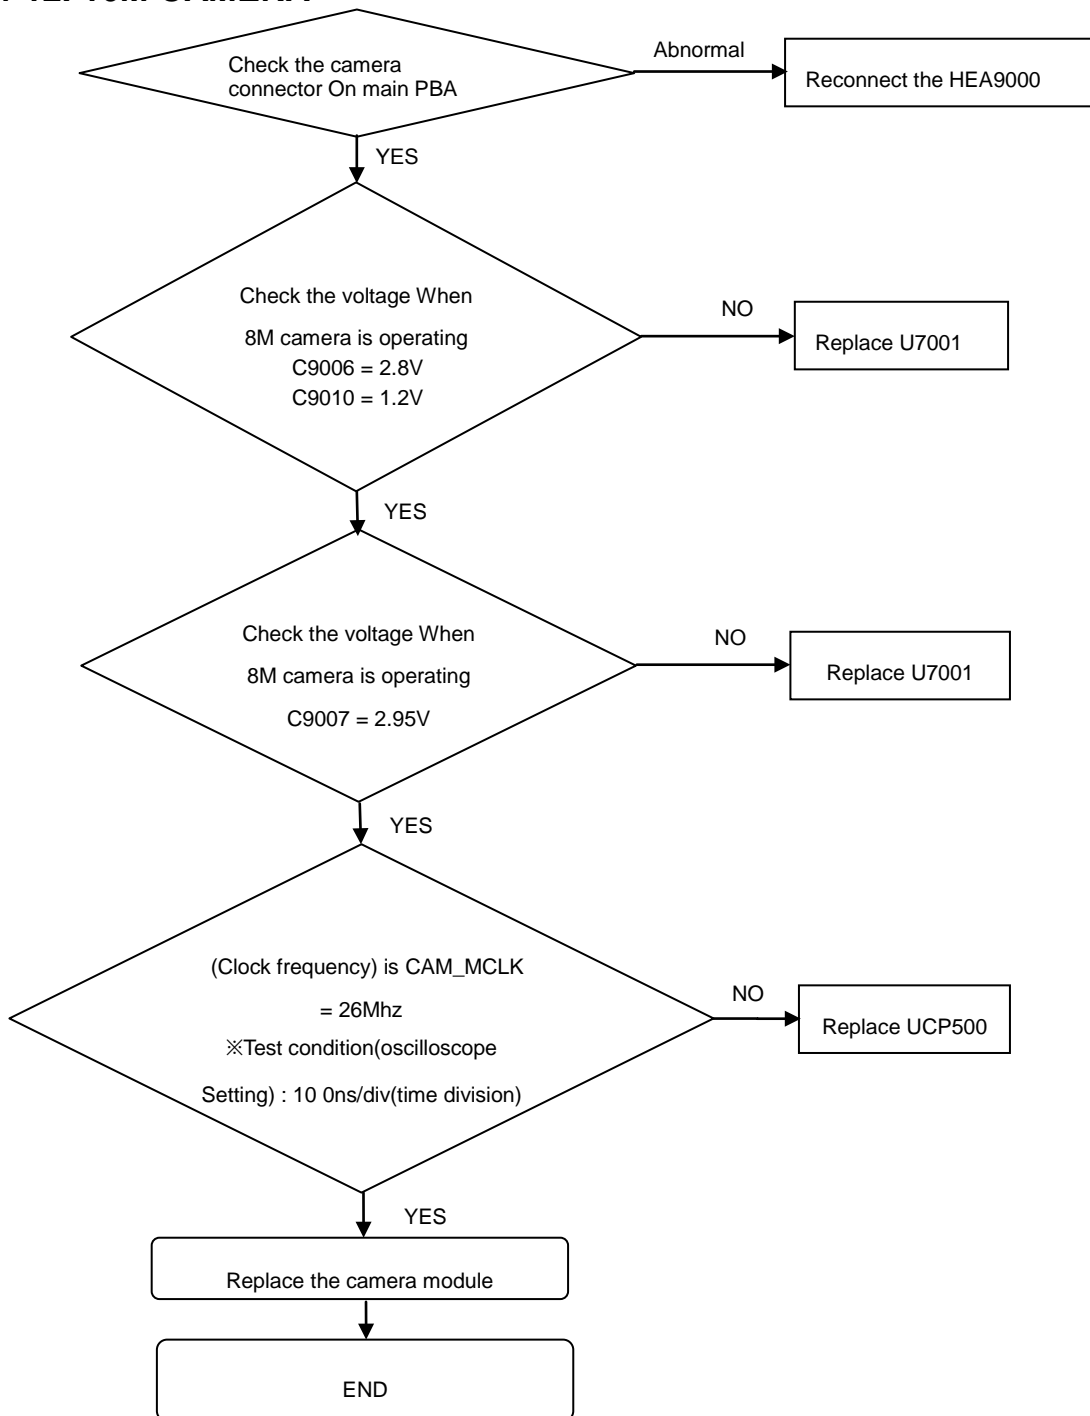 Check the camera
connector On main PBA
Abnormal
Reconnect the HEA9000
YES
Check the voltage When
8M camera is operating
C9006 = 2.8V
C9010 = 1.2V
NO
Replace U7001
YES
Check the voltage When
8M camera is operating
C9007 = 2.95V
NO
Replace U7001
YES
(Clock frequency) is CAM_MCLK
= 26Mhz
※Test condition(oscilloscope
Setting) : 10 0ns/div(time division)
NO
Replace UCP500
YES
Replace the camera module
END